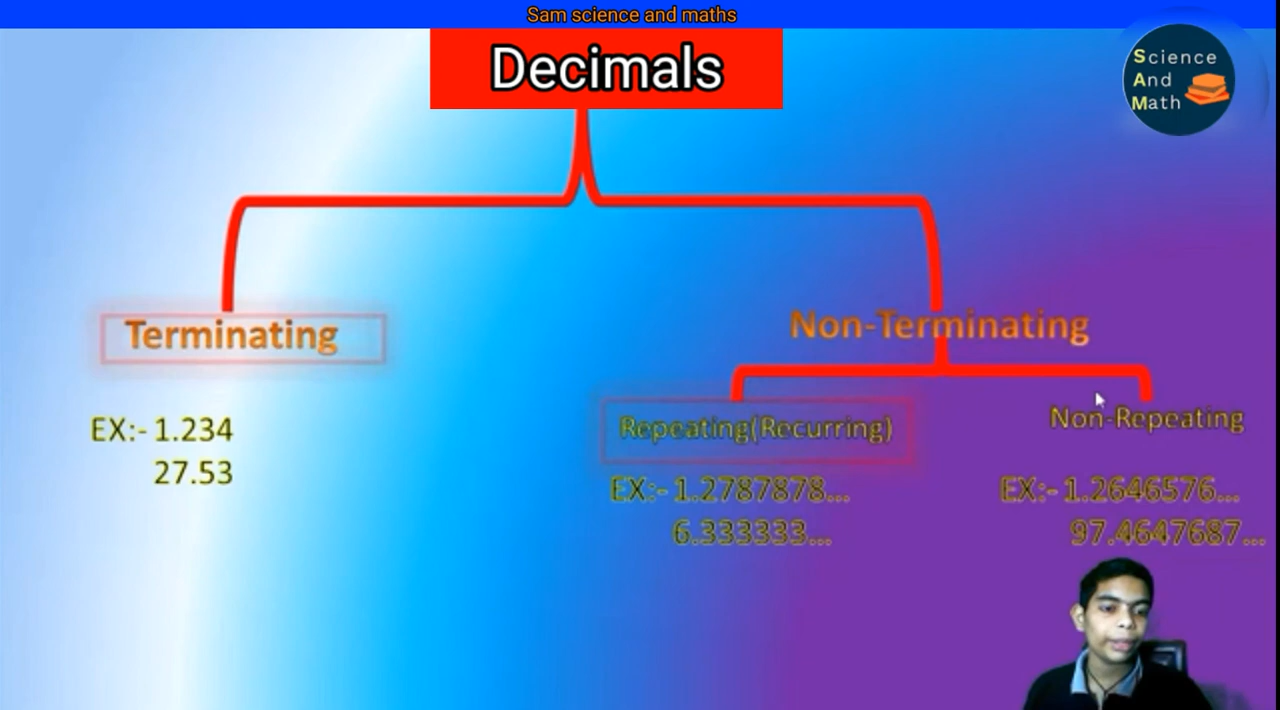 Sam science and maths
Decimals
Science
And
Math
Terminating
Non-Terminating
EX:- 1.234
27.53
Repeating(Recurring)
EX:- 1.2787878...
6.333333...
Non-Repeating
EX:- 1.2646576...
97.4647687...